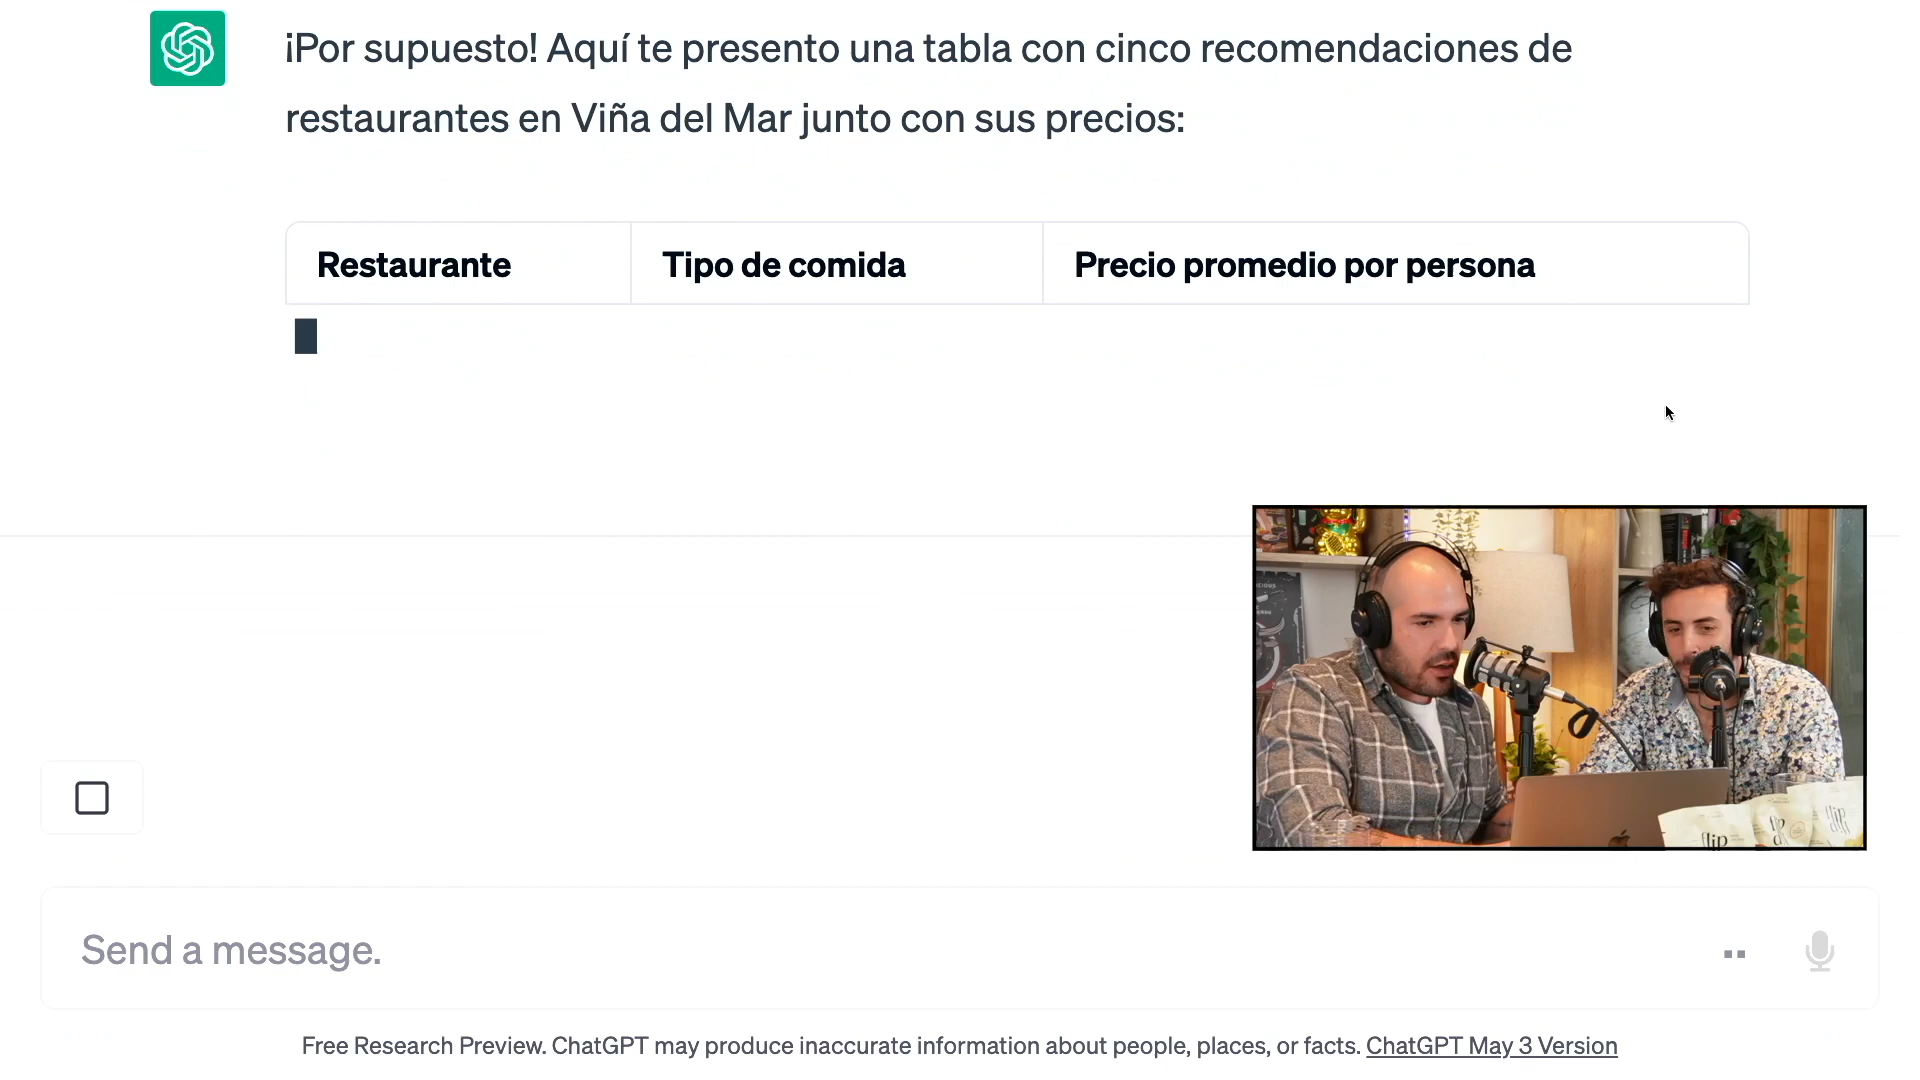 ¡Por supuesto! Aquí te presento una tabla con cinco recomendaciones de
restaurantes en Viña del Mar junto con sus precios:
Restaurante Tipo de comida Precio promedio por persona
Send a message.
Free Research Preview. ChatGPT may produce inaccurate information about people, places, or facts. ChatGPT May 3 Version
flip